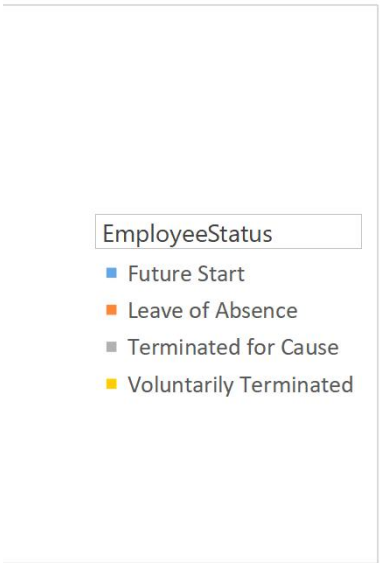 EmployeeStatus
Future Start
Leave of Absence
Terminated for Cause
Voluntarily Terminated